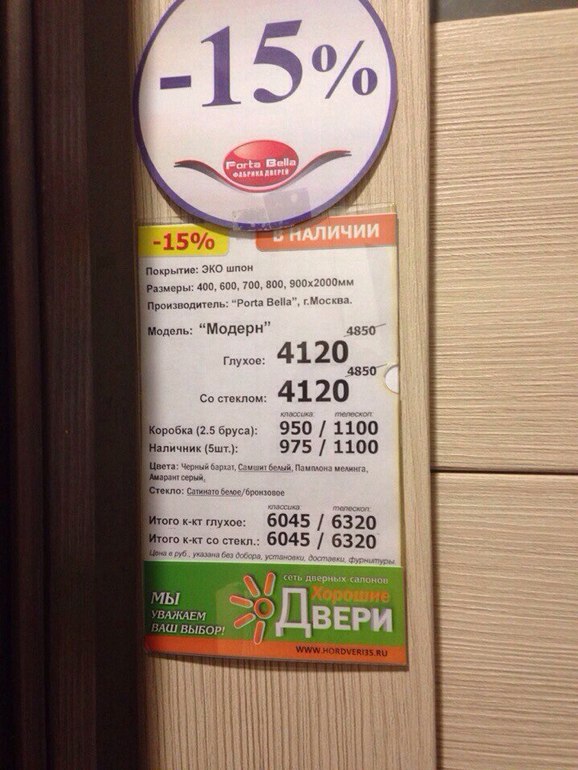 -15%
Porta Bella
ФАБРИКА ДВЕРЕЙ
-15%
В НАЛИЧИИ
Покрытие: ЭКО шпон
Размеры: 400, 600, 700, 800, 900х2000мм
Производитель: “Porta Bella”, г.Москва.
Модель: “Модерн”
4850
Глухое: 4120
4850
Со стеклом: 4120
классика: телескоп:
Коробка (2.5 бруса): 950 / 1100
Наличник (5шт.): 975 / 1100
Цвета: Черный бархат, Самшит белый, Памплона мелинга,
Амарант серый,
Стекло: Сатинато белое/бронзовое
классика: телескоп:
Итого к-кт глухое: 6045 / 6320
Итого к-кт со стекл.: 6045 / 6320
Цена в руб., указана без добора, установки, доставки, фурнитуры.
сеть дверных салонов
Хорошие
ДВЕРИ
МЫ
УВАЖАЕМ
ВАШ ВЫБОР!
WWW.HORDVERI35.RU